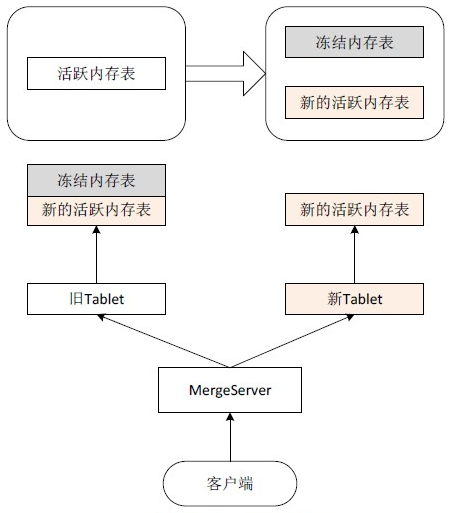 活跃内存表
冻结内存表
新的活跃内存表
冻结内存表
新的活跃内存表
新的活跃内存表
旧Tablet
新Tablet
MergeServer
客户端